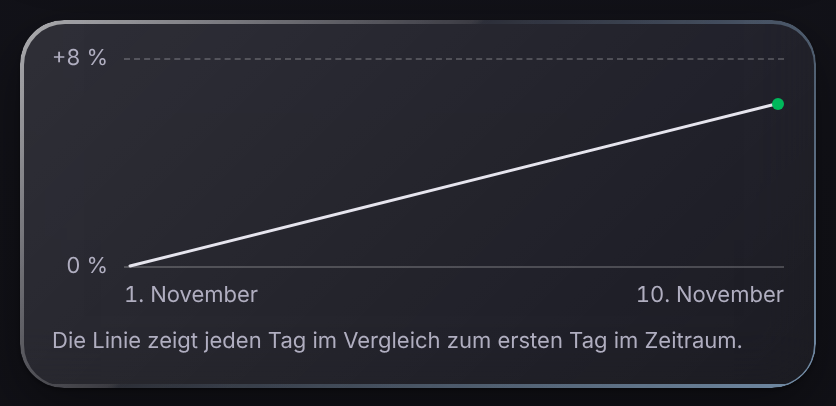 +8 %
0 %
1. November 10. November
Die Linie zeigt jeden Tag im Vergleich zum ersten Tag im Zeitraum.